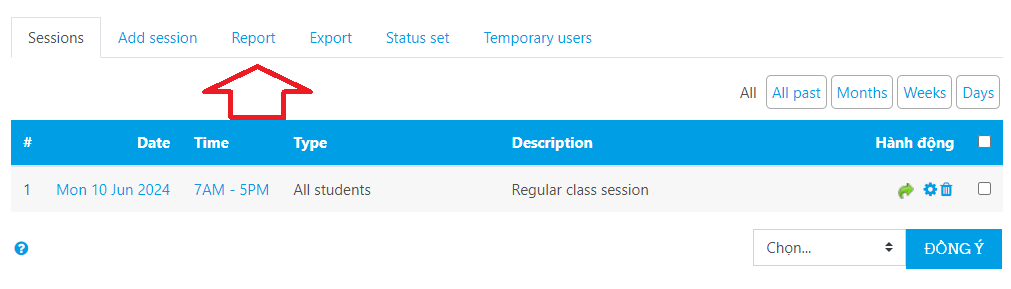 Sessions Add session Report Export Status set Temporary users
All All past Months Weeks Days
# Date Time Type Description Hành động
1 Mon 10 Jun 2024 7AM - 5PM All students Regular class session
? Chọn... ĐỒNG Ý